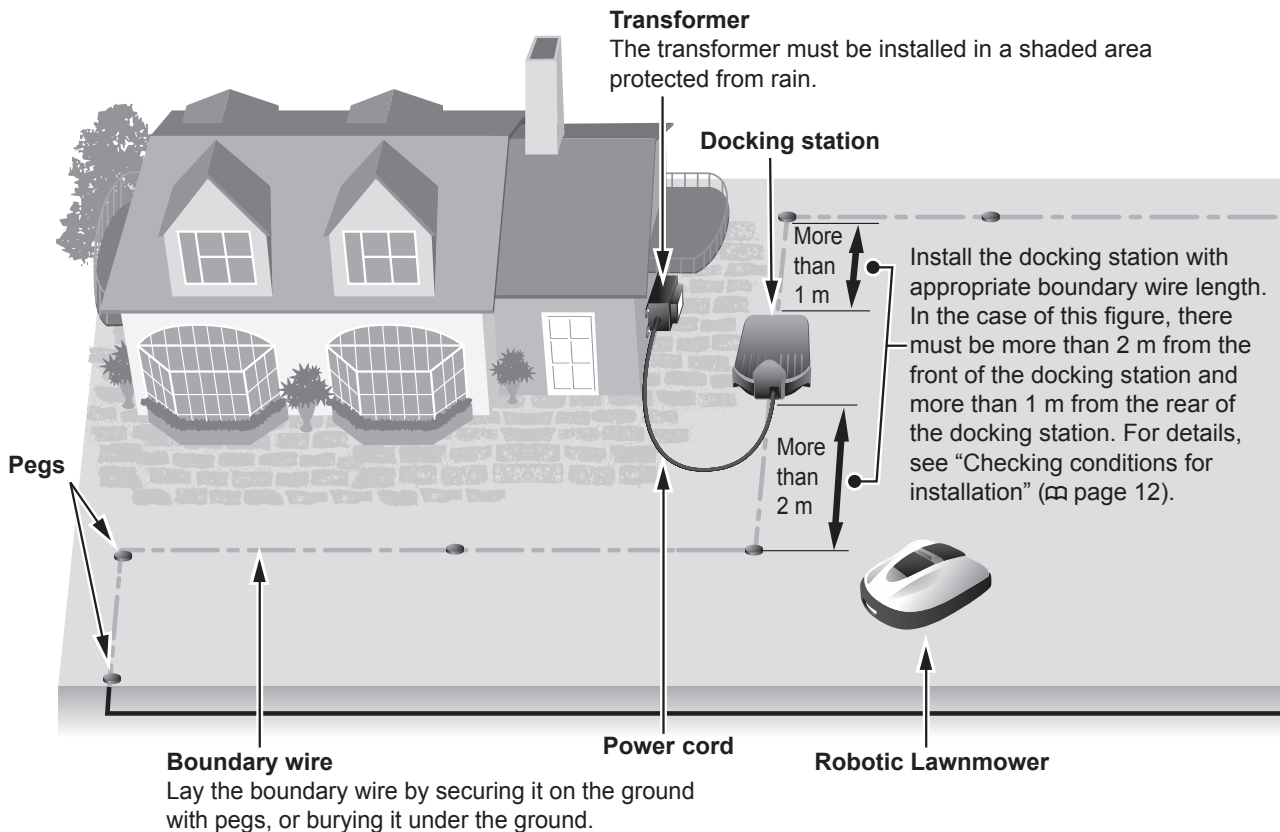 Transformer
The transformer must be installed in a shaded area
protected from rain.
Docking station
More
than
1 m
Install the docking station with
appropriate boundary wire length.
In the case of this figure, there
must be more than 2 m from the
front of the docking station and
more than 1 m from the rear of
the docking station. For details,
see “Checking conditions for
installation” (page 12).
More
than
2 m
Pegs
Power cord
Robotic Lawnmower
Boundary wire
Lay the boundary wire by securing it on the ground
with pegs, or burying it under the ground.